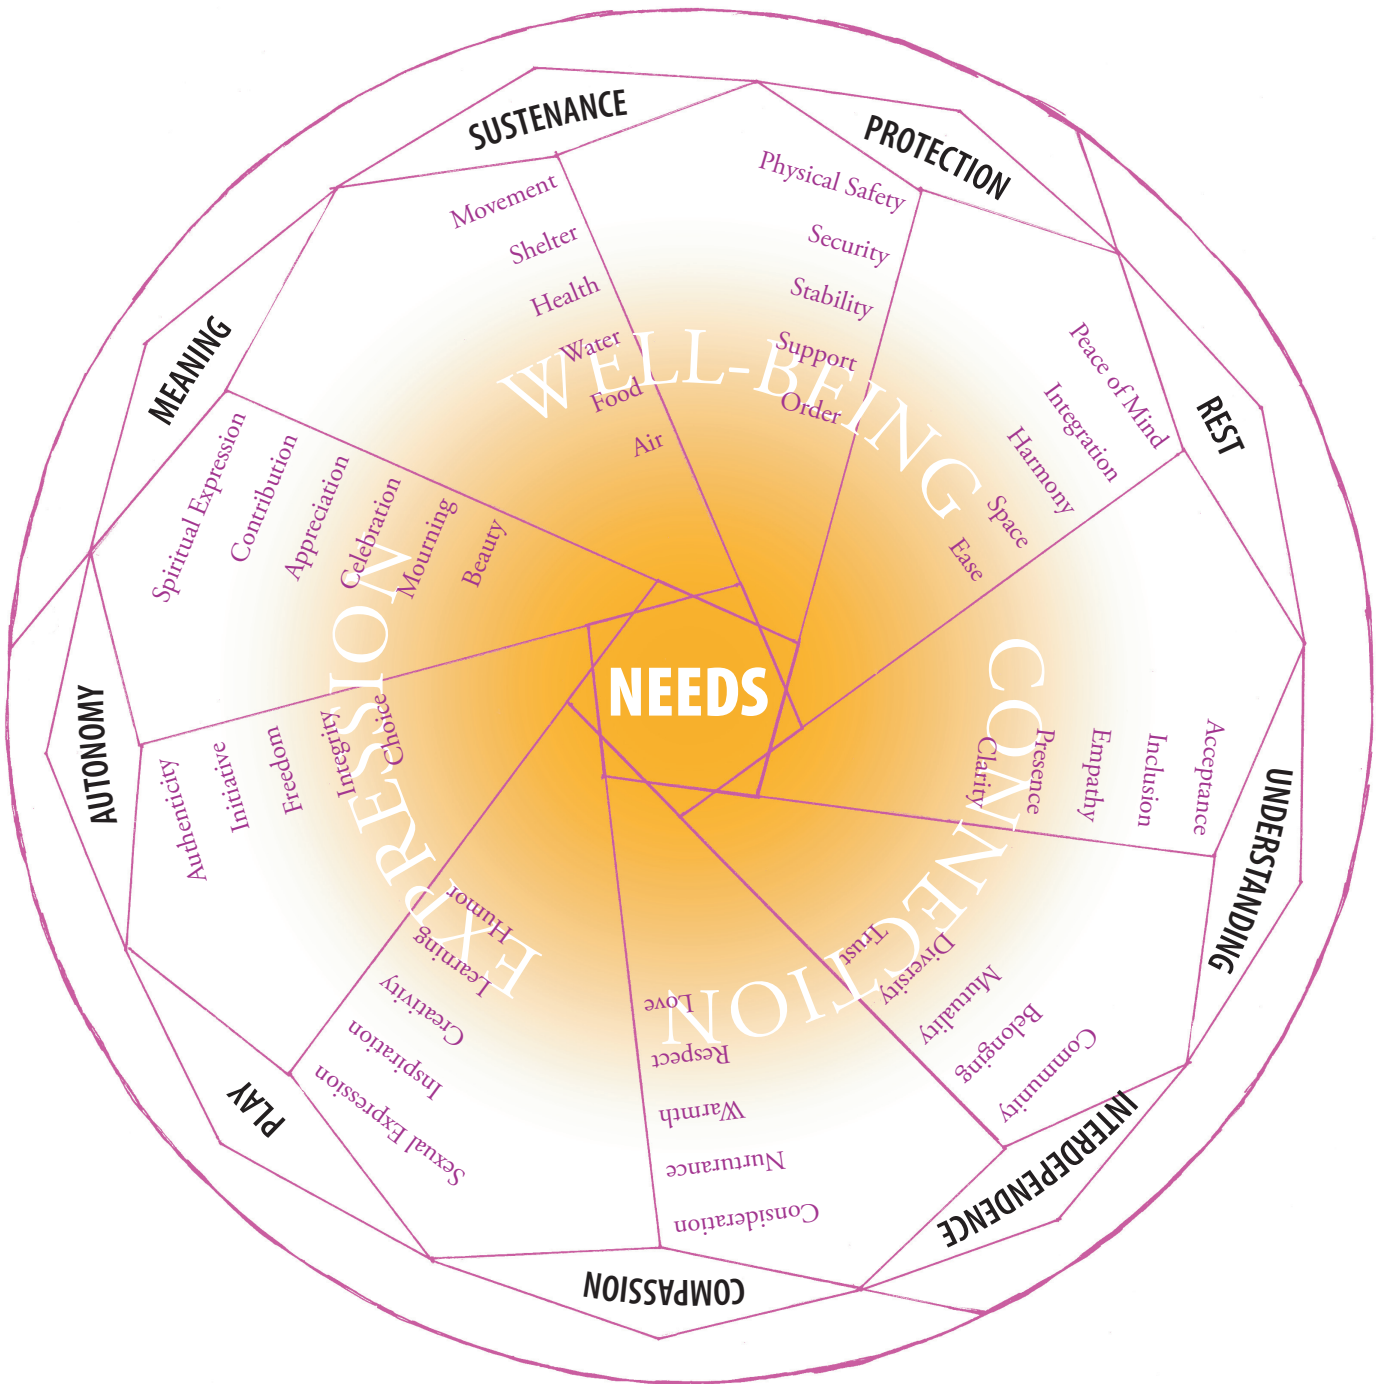 NEEDS
WELL-BEING
SUSTENANCE
Movement
Shelter
Health
Water
Food
Air
PROTECTION
Physical Safety
Security
Stability
Support
Order
REST
Peace of Mind
Integration
Harmony
Space
Ease
CONNECTION
UNDERSTANDING
Acceptance
Inclusion
Empathy
Presence
Clarity
INTERDEPENDENCE
Community
Belonging
Mutuality
Diversity
Trust
COMPASSION
Consideration
Nurturance
Warmth
Respect
Love
EXPRESSION
PLAY
Sexual Expression
Inspiration
Creativity
Learning
Humor
AUTONOMY
Authenticity
Initiative
Freedom
Integrity
Choice
MEANING
Spiritual Expression
Contribution
Appreciation
Celebration
Mourning
Beauty